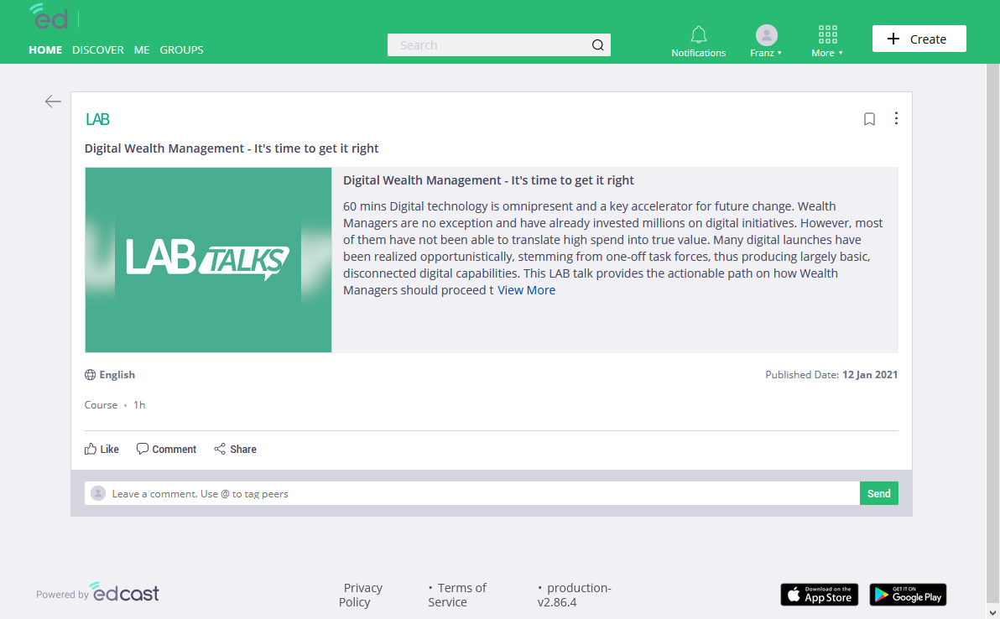 ed
HOME DISCOVER ME GROUPS
Search
Notifications
Franz ▾
More ▾
+ Create
LAB
Digital Wealth Management - It's time to get it right
LAB TALKS
Digital Wealth Management - It's time to get it right
60 mins Digital technology is omnipresent and a key accelerator for future change. Wealth
Managers are no exception and have already invested millions on digital initiatives. However, most
of them have not been able to translate high spend into true value. Many digital launches have
been realized opportunistically, stemming from one-off task forces, thus producing largely basic,
disconnected digital capabilities. This LAB talk provides the actionable path on how Wealth
Managers should proceed t View More
English
Published Date: 12 Jan 2021
Course • 1h
Like Comment Share
Leave a comment. Use @ to tag peers
Send
Powered by edcast
Privacy
Policy
• Terms of
Service
• production-
v2.86.4
Download on the
App Store
GET IT ON
Google Play